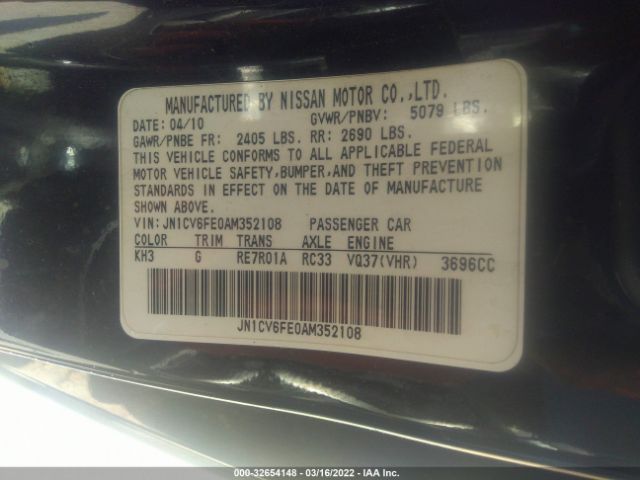 MANUFACTURED BY NISSAN MOTOR CO.,LTD.
DATE: 04/10 GVWR/PNBV: 5079 LBS.
GAWR/PNBE FR: 2405 LBS. RR: 2690 LBS.
THIS VEHICLE CONFORMS TO ALL APPLICABLE FEDERAL
MOTOR VEHICLE SAFETY,BUMPER,AND THEFT PREVENTION
STANDARDS IN EFFECT ON THE DATE OF MANUFACTURE
SHOWN ABOVE.
VIN:JN1CV6FE0AM352108 PASSENGER CAR
COLOR TRIM TRANS AXLE ENGINE
KH3 G RE7R01A RC33 VQ37(VHR) 3696CC
JN1CV6FE0AM352108
000-32654148 - 03/16/2022 - IAAI.COM